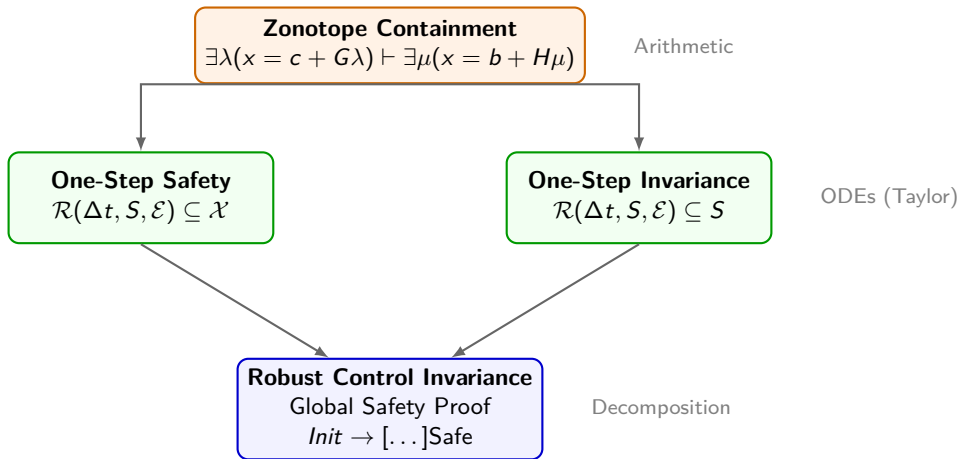 Zonotope Containment
∃λ(x = c + Gλ) ⊢ ∃μ(x = b + Hμ)
Arithmetic
One-Step Safety
ℛ(Δt, S, ℰ) ⊆ 𝒳
One-Step Invariance
ℛ(Δt, S, ℰ) ⊆ S
ODEs (Taylor)
Robust Control Invariance
Global Safety Proof
Init → [...]Safe
Decomposition